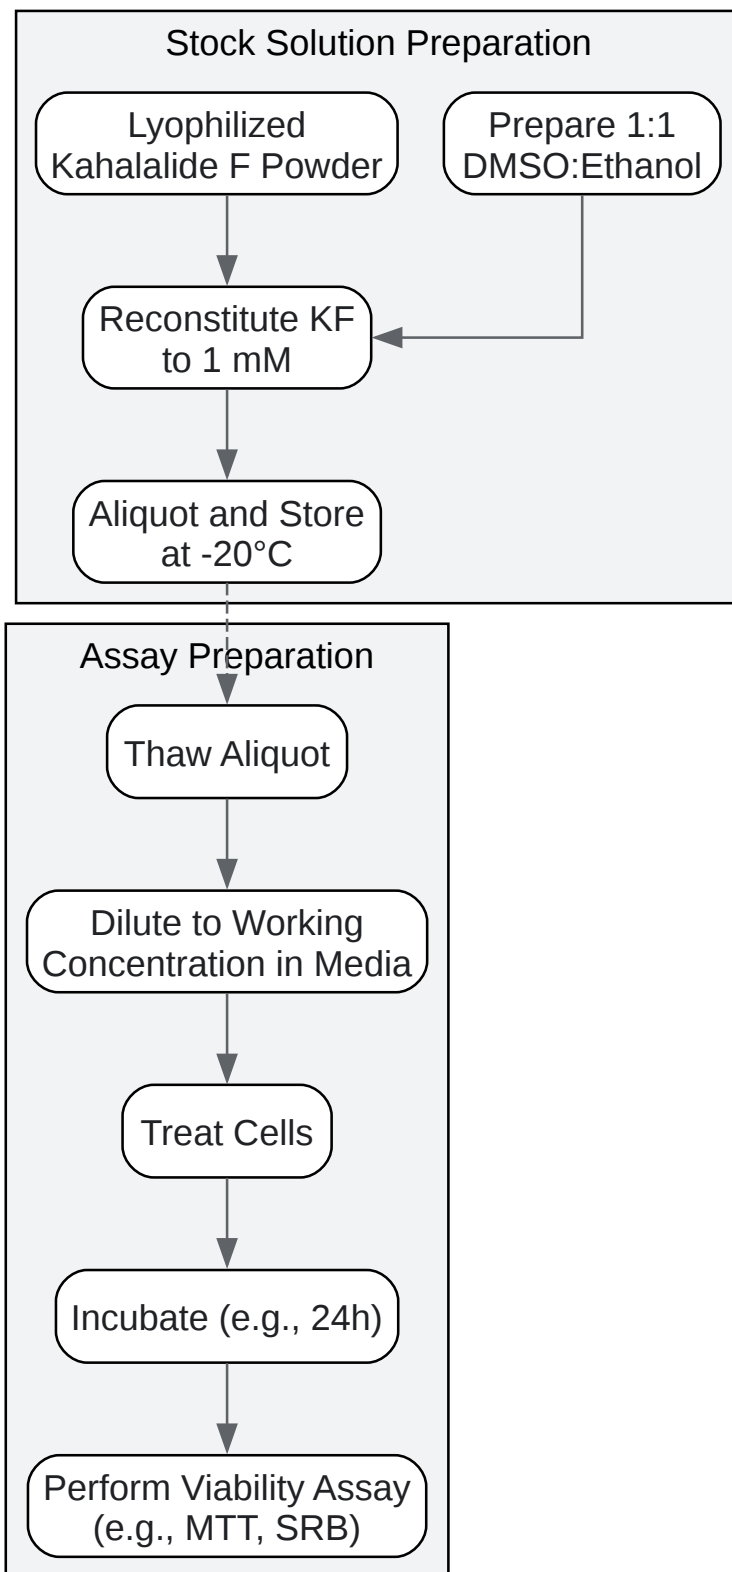 Stock Solution Preparation
Lyophilized
Kahalalide F Powder
Prepare 1:1
DMSO:Ethanol
Reconstitute KF
to 1 mM
Aliquot and Store
at -20°C
Assay Preparation
Thaw Aliquot
Dilute to Working
Concentration in Media
Treat Cells
Incubate (e.g., 24h)
Perform Viability Assay
(e.g., MTT, SRB)